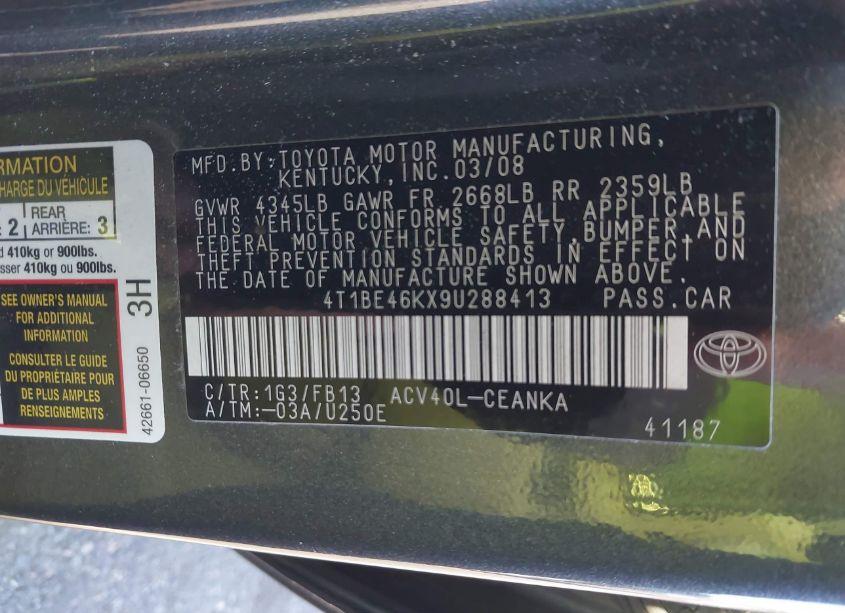 RMATION
CHARGE DU VÉHICULE
2 REAR
ARRIÈRE: 3
410kg or 900lbs.
sser 410kg ou 900lbs.
SEE OWNER'S MANUAL
FOR ADDITIONAL
INFORMATION
CONSULTER LE GUIDE
DU PROPRIÉTAIRE POUR
DE PLUS AMPLES
RENSEIGNEMENTS
3H
42661-06650
MFD.BY:TOYOTA MOTOR MANUFACTURING,
KENTUCKY,INC.03/08
GVWR 4345LB GAWR FR 2668LB RR 2359LB
THIS VEHICLE CONFORMS TO ALL APPLICABLE
FEDERAL MOTOR VEHICLE SAFETY,BUMPER,AND
THEFT PREVENTION STANDARDS IN EFFECT ON
THE DATE OF MANUFACTURE SHOWN ABOVE.
4T1BE46KX9U288413 PASS.CAR
C/TR:1G3/FB13 ACV40L-CEANKA
A/TM:-03A/U250E
41187